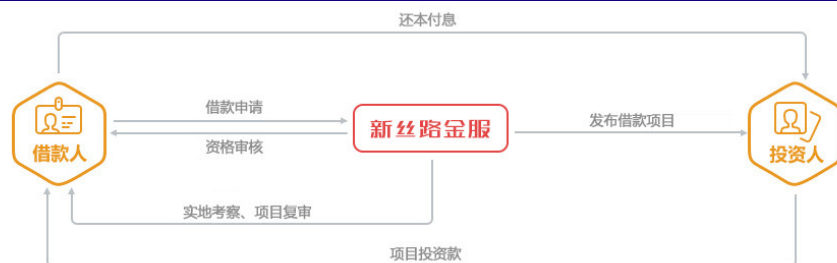 还本付息
借款申请
新丝路金服
发布借款项目
资格审核
借款人
投资人
实地考察、项目复审
项目投资款